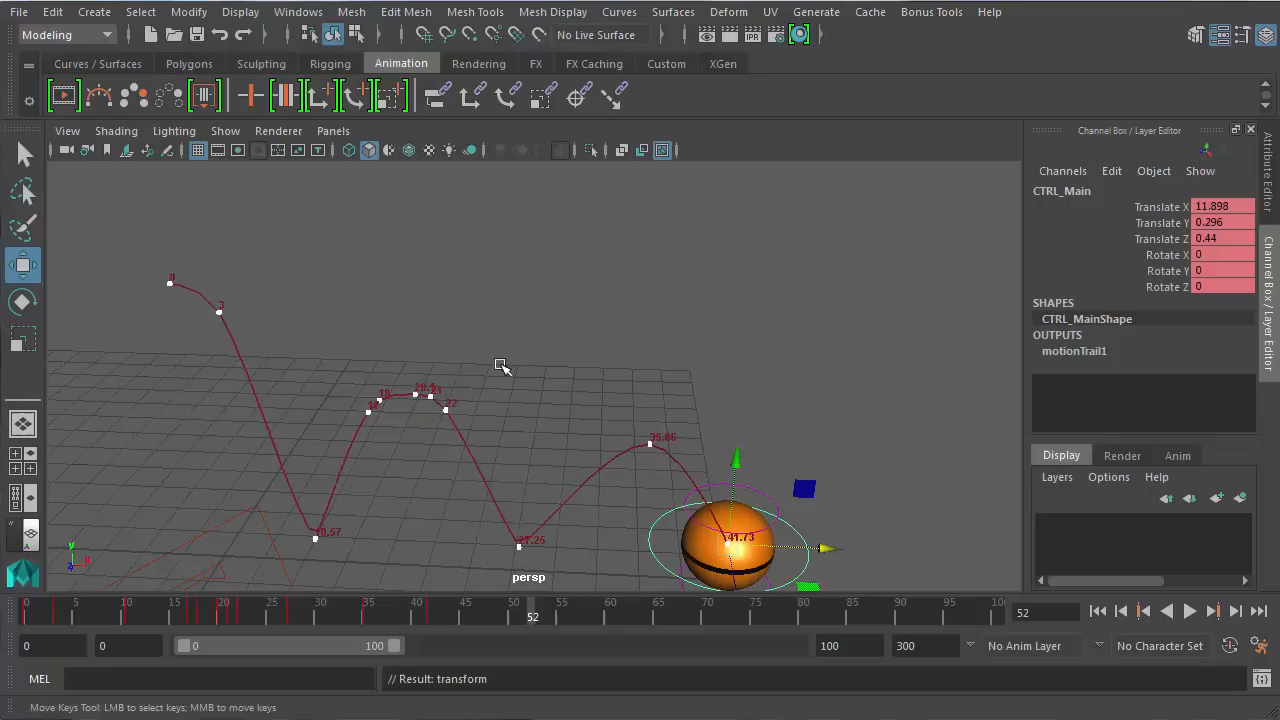 File Edit Create Select Modify Display Windows Mesh Edit Mesh Mesh Tools Mesh Display Curves Surfaces Deform UV Generate Cache Bonus Tools Help
Modeling No Live Surface
Curves / Surfaces Polygons Sculpting Rigging Animation Rendering FX FX Caching Custom XGen
View Shading Lighting Show Renderer Panels
0
3
18
21
22
35.06
41.73
persp
y
x
z
Channel Box / Layer Editor
Channels Edit Object Show
CTRL_Main
Translate X 11.898
Translate Y 0.296
Translate Z 0.44
Rotate X 0
Rotate Y 0
Rotate Z 0
SHAPES
CTRL_MainShape
OUTPUTS
motionTrail1
Display Render Anim
Layers Options Help
Attribute Editor
Channel Box / Layer Editor
0 5 10 15 20 25 30 35 40 45 50 55 60 65 70 75 80 85 90 95 100
52 52
0 0 0 100 100 300 No Anim Layer No Character Set
MEL // Result: transform
Move Keys Tool: LMB to select keys; MMB to move keys